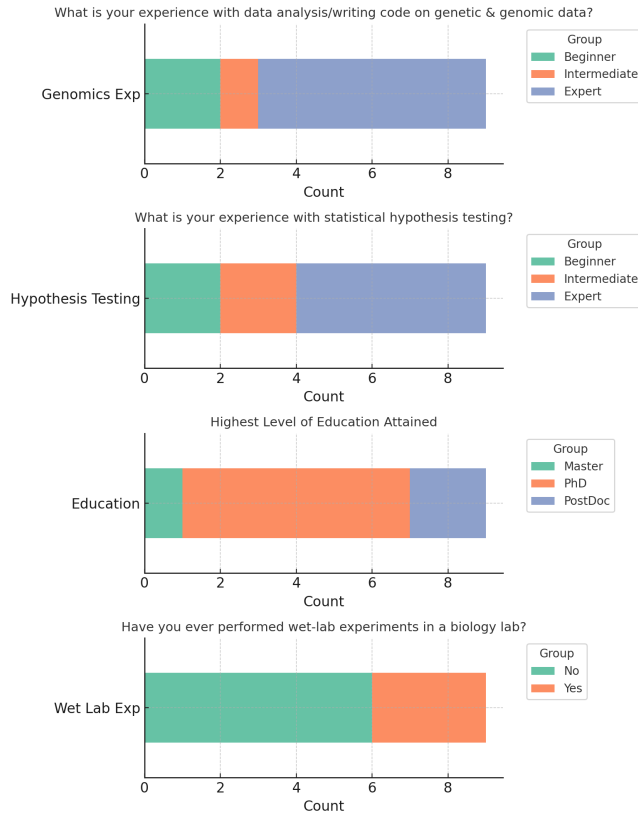 What is your experience with data analysis/writing code on genetic & genomic data?
Group
Beginner
Intermediate
Expert
Genomics Exp
0 2 4 6 8
Count
What is your experience with statistical hypothesis testing?
Group
Beginner
Intermediate
Expert
Hypothesis Testing
0 2 4 6 8
Count
Highest Level of Education Attained
Group
Master
PhD
PostDoc
Education
0 2 4 6 8
Count
Have you ever performed wet-lab experiments in a biology lab?
Group
No
Yes
Wet Lab Exp
0 2 4 6 8
Count